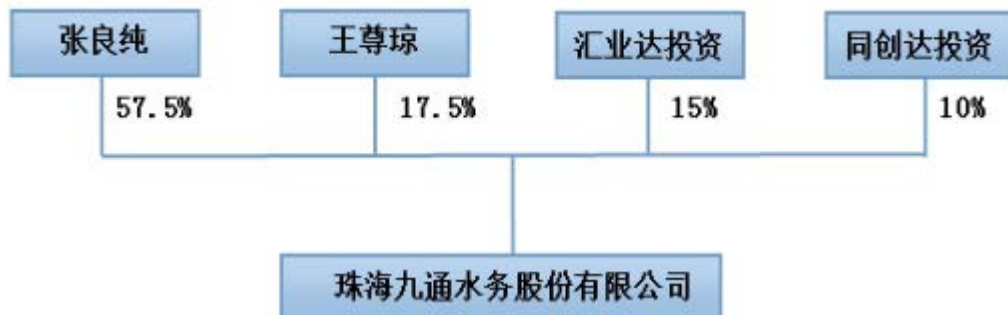 张良纯
王尊琼
汇业达投资
同创达投资
57.5%
17.5%
15%
10%
珠海九通水务股份有限公司